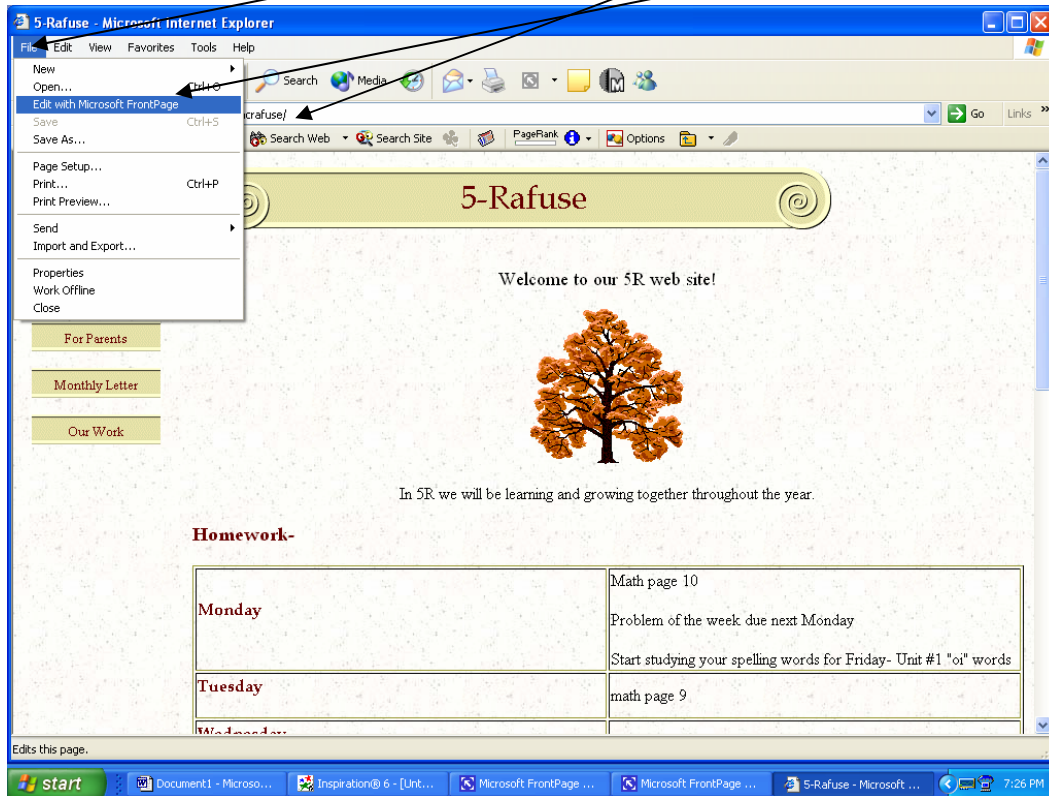 5-Rafuse - Microsoft Internet Explorer
File Edit View Favorites Tools Help
New
Open... Ctrl+O
Edit with Microsoft FrontPage
Save Ctrl+S
Save As...
Page Setup...
Print... Ctrl+P
Print Preview...
Send
Import and Export...
Properties
Work Offline
Close
Search Media
crafuse/ Go Links »
Search Web Search Site PageRank Options
5-Rafuse
Welcome to our 5R web site!
For Parents
Monthly Letter
Our Work
In 5R we will be learning and growing together throughout the year.
Homework-
Monday
Math page 10
Problem of the week due next Monday
Start studying your spelling words for Friday- Unit #1 "oi" words
Tuesday
math page 9
Wednesday
Edits this page.
start Document1 - Microso... Inspiration® 6 - [Unt... Microsoft FrontPage ... Microsoft FrontPage ... 5-Rafuse - Microsoft ... 7:26 PM